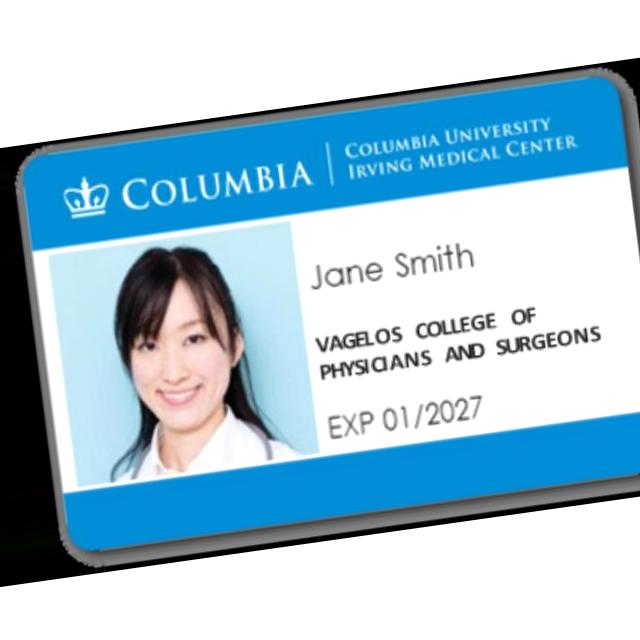 COLUMBIA
COLUMBIA UNIVERSITY
IRVING MEDICAL CENTER
Jane Smith
VAGELOS COLLEGE OF
PHYSICIANS AND SURGEONS
EXP 01/2027